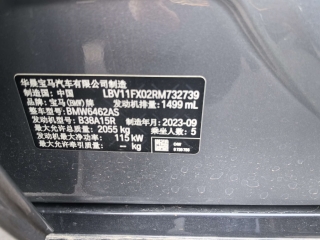 华晨宝马汽车有限公司制造
制造国: 中国 LBV11FX02RM732739
品牌: 宝马(BMW)牌 发动机排量: 1499 mL
整车型号: BMW6462AS
发动机型号: B38A15R 制造年月: 2023-09
最大允许总质量: 2055 kg 乘坐人数: 5
发动机最大净功率: 115 kW
最大允许牵引质量: -- kg